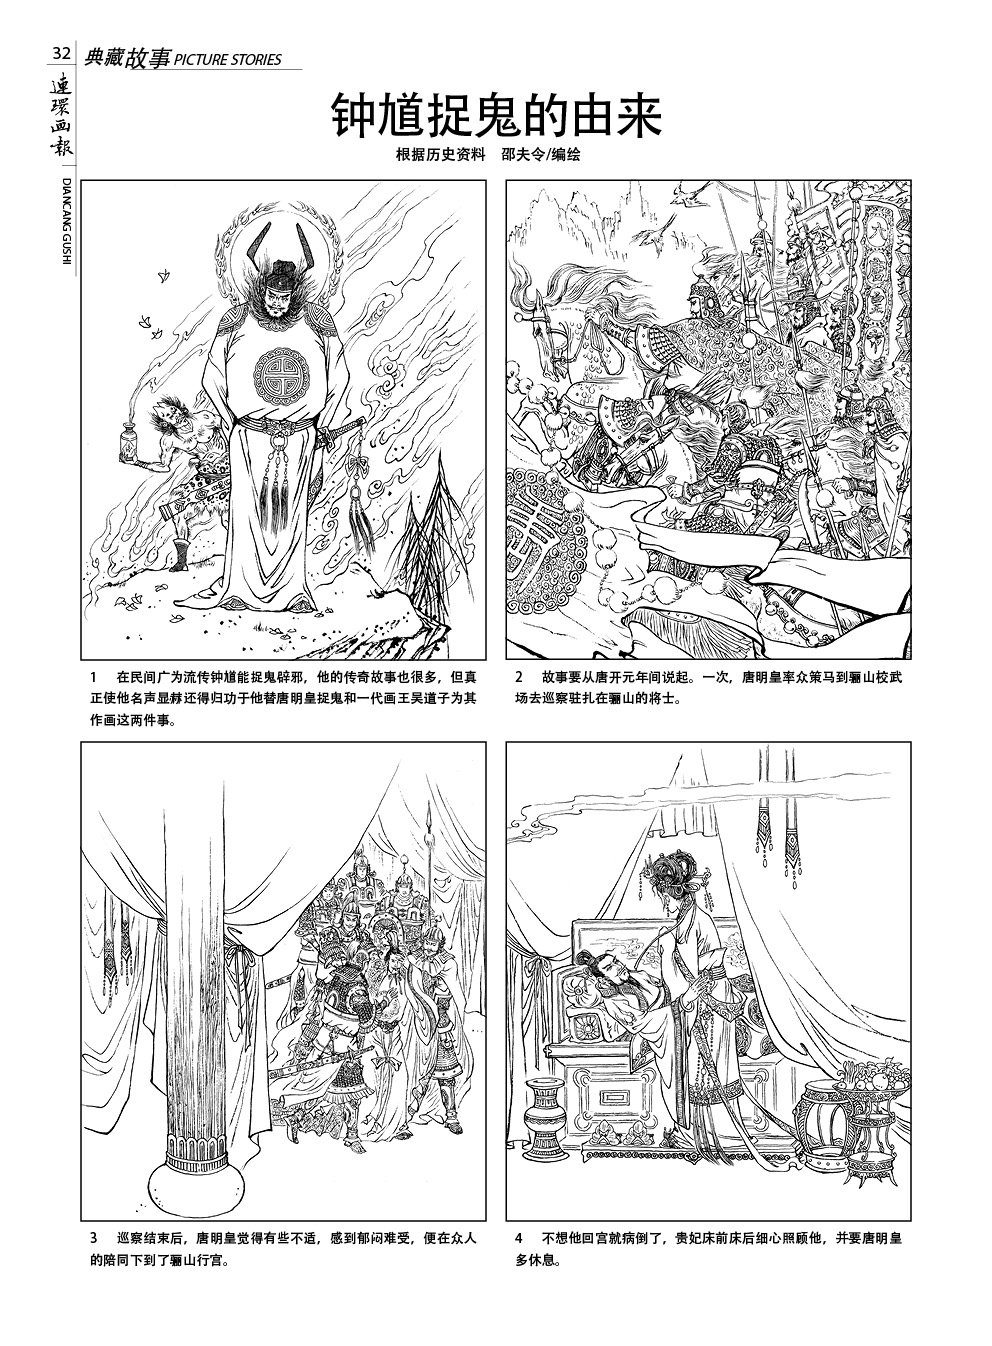 32
典藏故事 PICTURE STORIES
連環画報
DIANCANG GUSHI
钟馗捉鬼的由来
根据历史资料 邵夫令/编绘
1 在民间广为流传钟馗能捉鬼辟邪，他的传奇故事也很多，但真
正使他名声显赫还得归功于他替唐明皇捉鬼和一代画王吴道子为其
作画这两件事。
2 故事要从唐开元年间说起。一次，唐明皇率众策马到骊山校武
场去巡察驻扎在骊山的将士。
3 巡察结束后，唐明皇觉得有些不适，感到郁闷难受，便在众人
的陪同下到了骊山行宫。
4 不想他回宫就病倒了，贵妃床前床后细心照顾他，并要唐明皇
多休息。